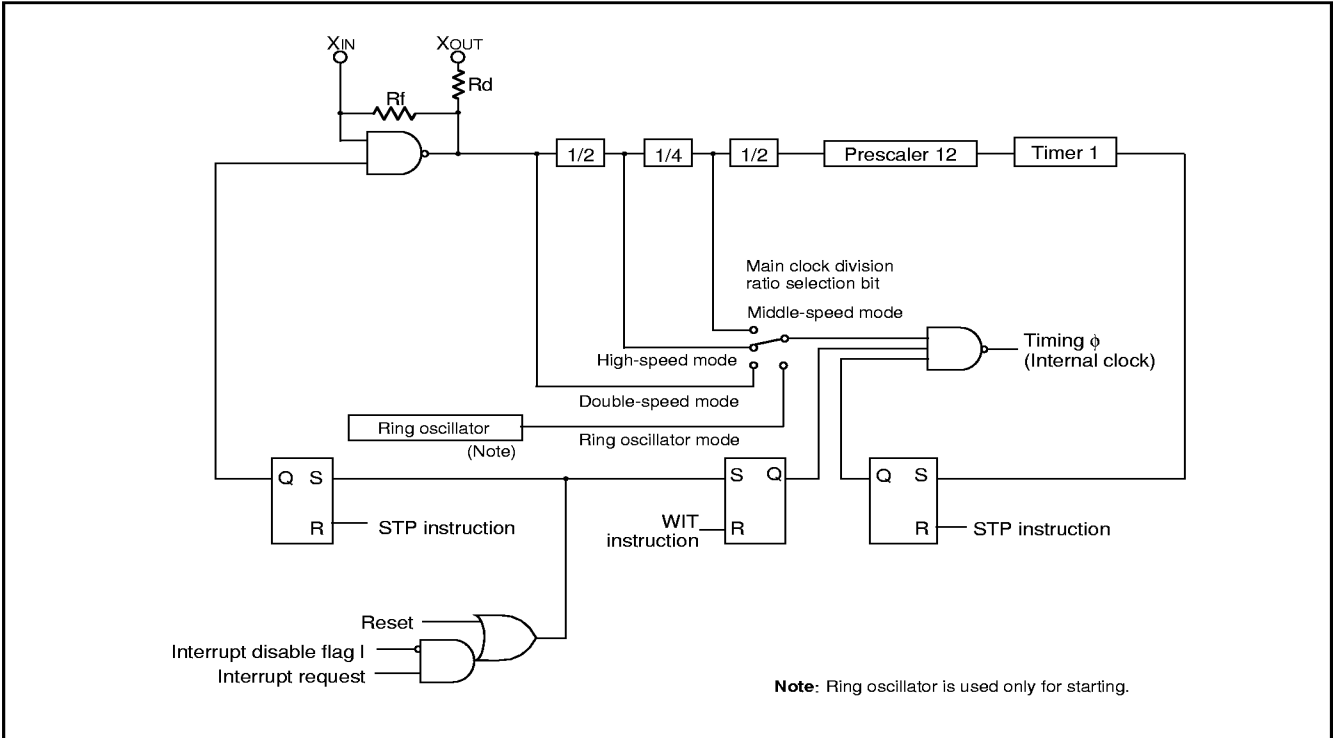 XIN
XOUT
Rd
Rf
1/2
1/4
1/2
Prescaler 12
Timer 1
Main clock division
ratio selection bit
Middle-speed mode
High-speed mode
Timing ϕ
(Internal clock)
Double-speed mode
Ring oscillator
(Note)
Ring oscillator mode
Q S
R
STP instruction
S Q
R
WIT
instruction
Q S
R
STP instruction
Reset
Interrupt disable flag I
Interrupt request
Note: Ring oscillator is used only for starting.